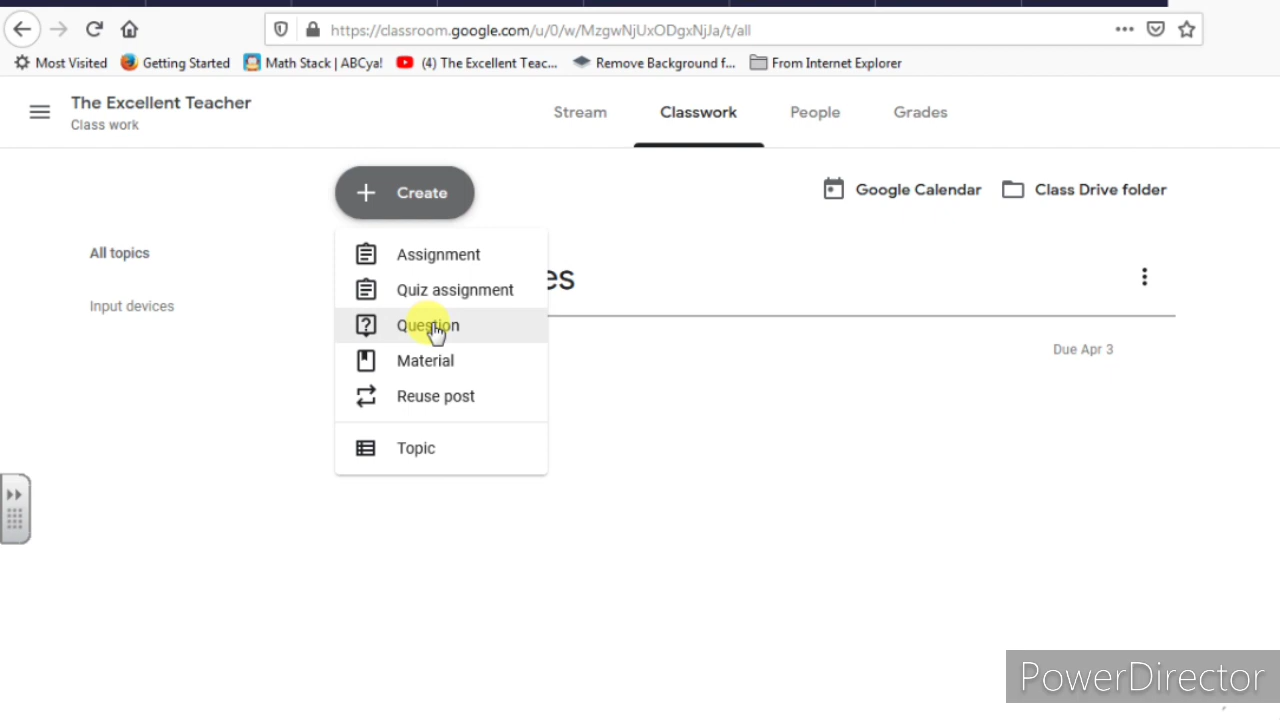 https://classroom.google.com/u/0/w/MzgwNjUxODgxNjJa/t/all
Most Visited Getting Started Math Stack | ABCya! (4) The Excellent Teac... Remove Background f... From Internet Explorer
The Excellent Teacher
Class work
Stream Classwork People Grades
Create
Google Calendar Class Drive folder
All topics
Input devices
Assignment
Quiz assignment
Question
Material
Reuse post
Topic
es
Due Apr 3
PowerDirector